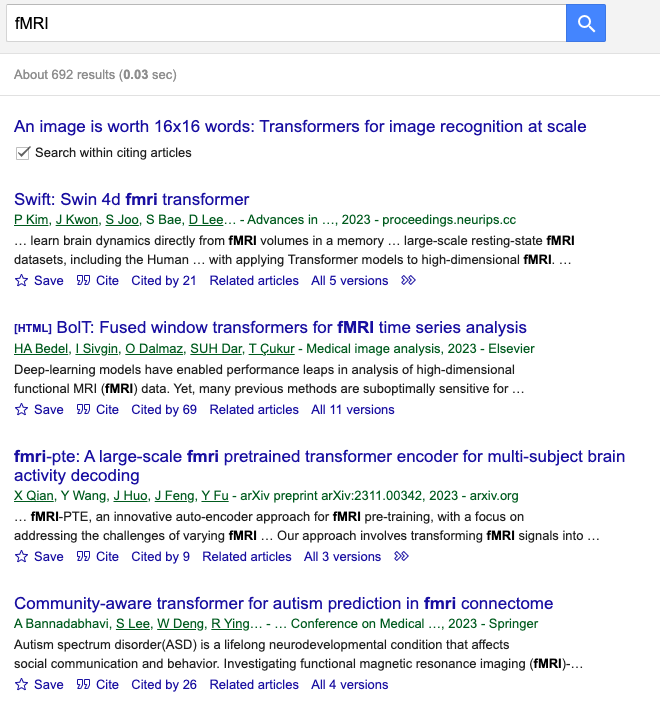 fMRI
About 692 results (0.03 sec)
An image is worth 16x16 words: Transformers for image recognition at scale
Search within citing articles
Swift: Swin 4d fmri transformer
P Kim, J Kwon, S Joo, S Bae, D Lee… - Advances in …, 2023 - proceedings.neurips.cc
… learn brain dynamics directly from fMRI volumes in a memory … large-scale resting-state fMRI
datasets, including the Human … with applying Transformer models to high-dimensional fMRI. …
Save Cite Cited by 21 Related articles All 5 versions
[HTML] BolT: Fused window transformers for fMRI time series analysis
HA Bedel, I Sivgin, O Dalmaz, SUH Dar, T Çukur - Medical image analysis, 2023 - Elsevier
Deep-learning models have enabled performance leaps in analysis of high-dimensional
functional MRI (fMRI) data. Yet, many previous methods are suboptimally sensitive for …
Save Cite Cited by 69 Related articles All 11 versions
fmri-pte: A large-scale fmri pretrained transformer encoder for multi-subject brain
activity decoding
X Qian, Y Wang, J Huo, J Feng, Y Fu - arXiv preprint arXiv:2311.00342, 2023 - arxiv.org
… fMRI-PTE, an innovative auto-encoder approach for fMRI pre-training, with a focus on
addressing the challenges of varying fMRI … Our approach involves transforming fMRI signals into …
Save Cite Cited by 9 Related articles All 3 versions
Community-aware transformer for autism prediction in fmri connectome
A Bannadabhavi, S Lee, W Deng, R Ying… - … Conference on Medical …, 2023 - Springer
Autism spectrum disorder(ASD) is a lifelong neurodevelopmental condition that affects
social communication and behavior. Investigating functional magnetic resonance imaging (fMRI)-…
Save Cite Cited by 26 Related articles All 4 versions